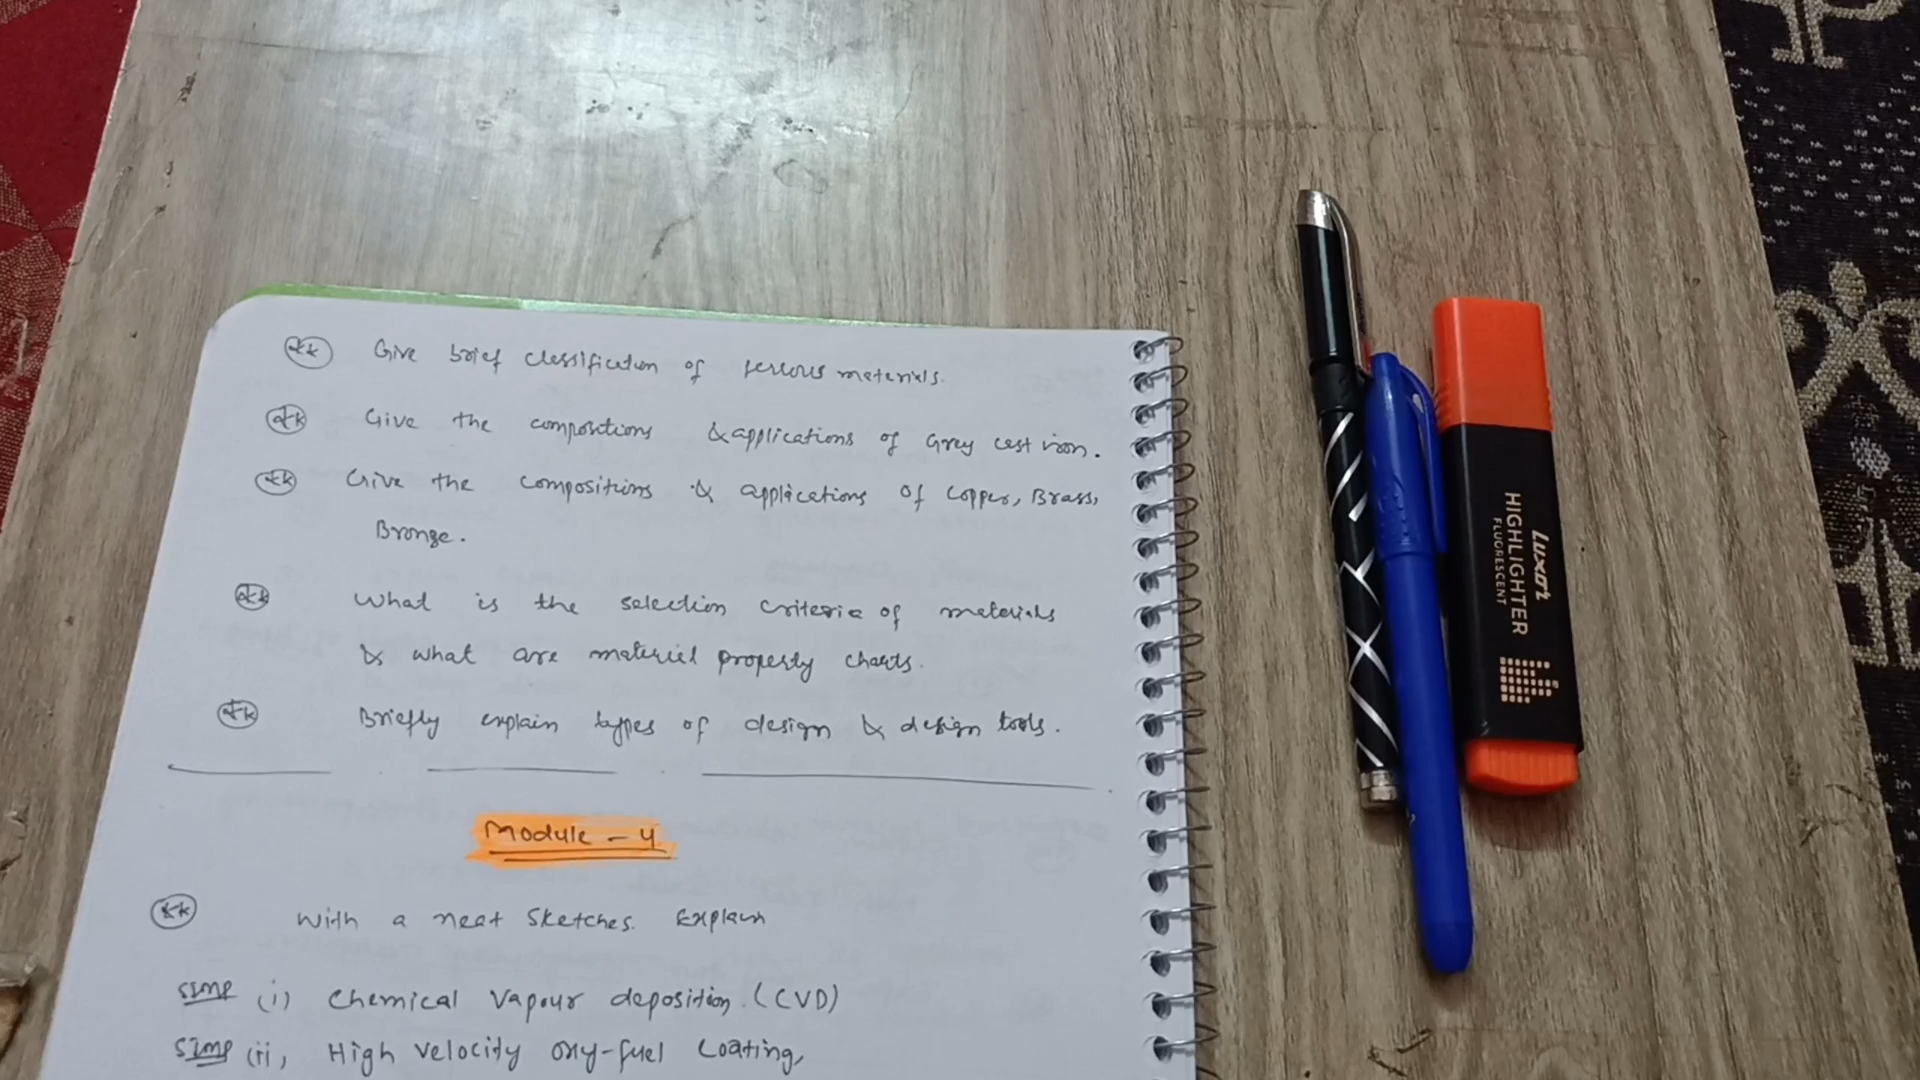 ** Give brief classification of ferrous materials.
** Give the compositions & applications of Grey cast iron.
** Give the compositions & applications of Copper, Brass,
Bronze.
** What is the selection criteria of materials
& what are material property charts.
** Briefly explain types of design & design tools.
Module - 4
** With a neat sketches. Explain
SIMP (i) Chemical Vapour deposition. (CVD)
SIMP (ii) High Velocity oxy-fuel Coating,
Luxor
HIGHLIGHTER
FLUORESCENT